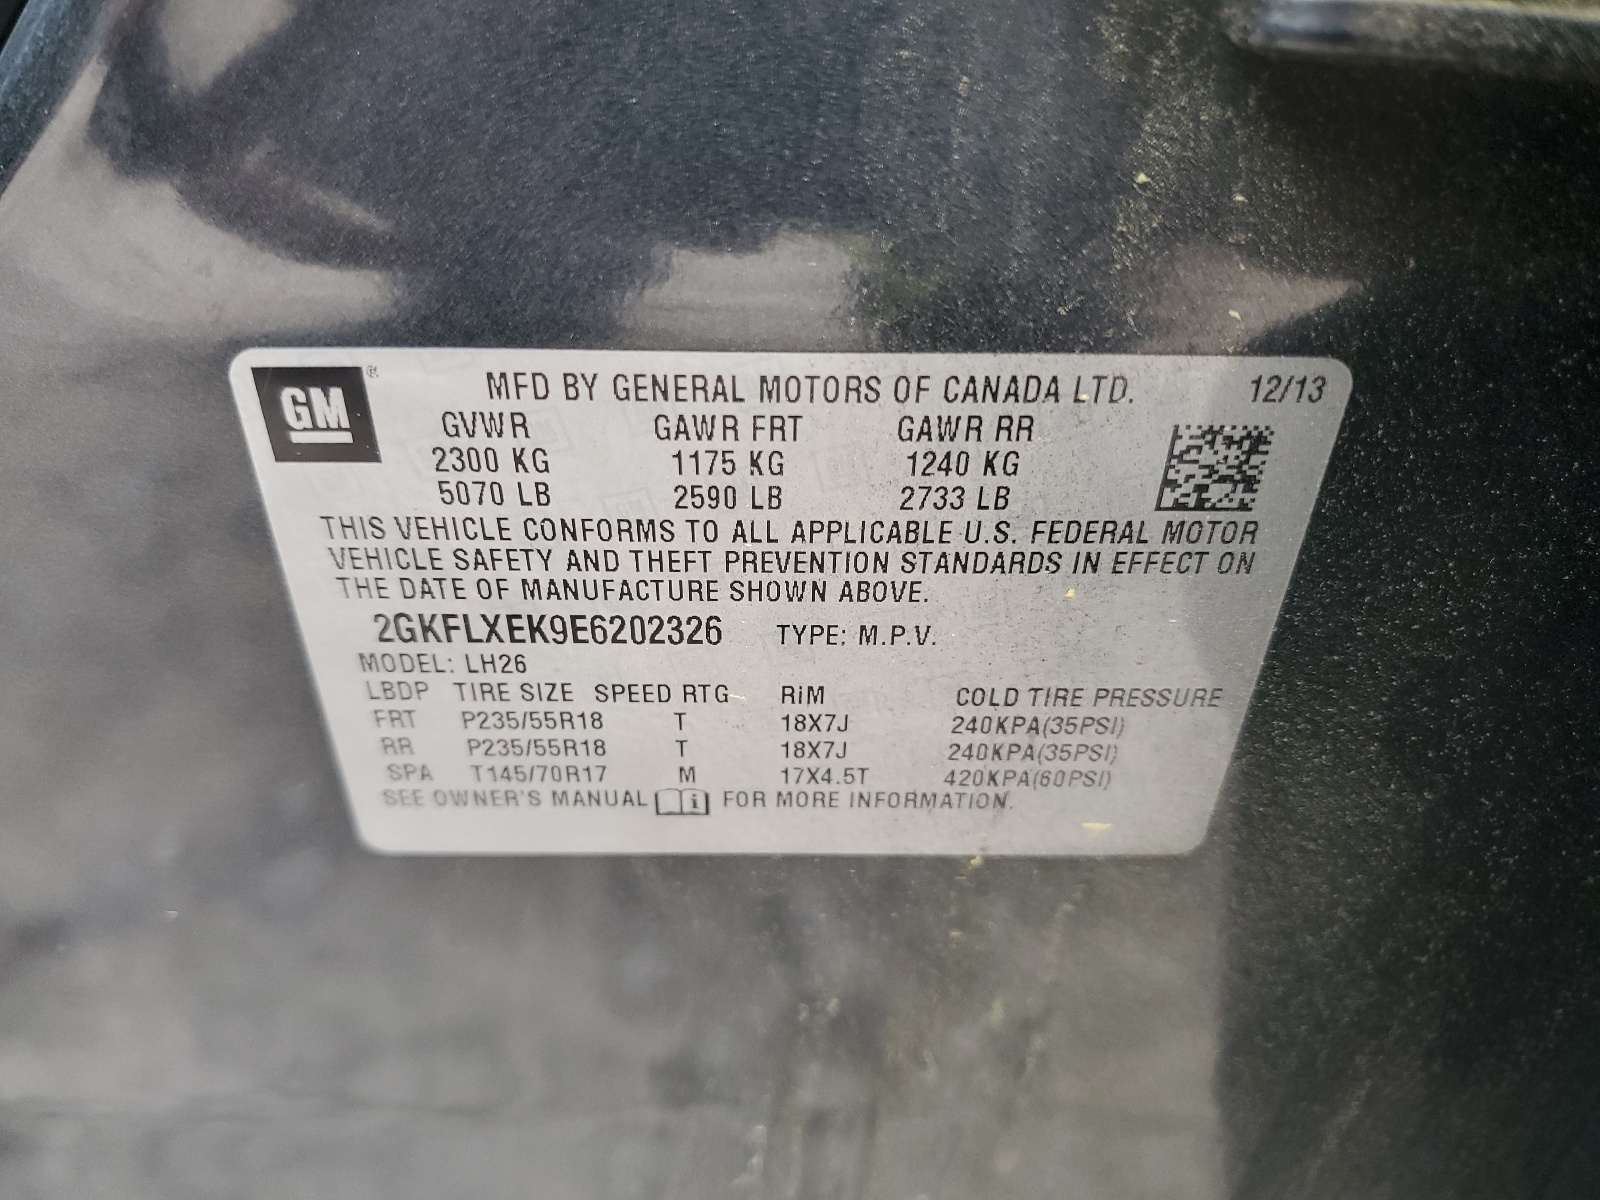 GM ® MFD BY GENERAL MOTORS OF CANADA LTD. 12/13
GVWR GAWR FRT GAWR RR
2300 KG 1175 KG 1240 KG
5070 LB 2590 LB 2733 LB
THIS VEHICLE CONFORMS TO ALL APPLICABLE U.S. FEDERAL MOTOR
VEHICLE SAFETY AND THEFT PREVENTION STANDARDS IN EFFECT ON
THE DATE OF MANUFACTURE SHOWN ABOVE.
2GKFLXEK9E6202326 TYPE: M.P.V.
MODEL: LH26
LBDP TIRE SIZE SPEED RTG RiM COLD TIRE PRESSURE
FRT P235/55R18 T 18X7J 240KPA(35PSI)
RR P235/55R18 T 18X7J 240KPA(35PSI)
SPA T145/70R17 M 17X4.5T 420KPA(60PSI)
SEE OWNER'S MANUAL i FOR MORE INFORMATION.